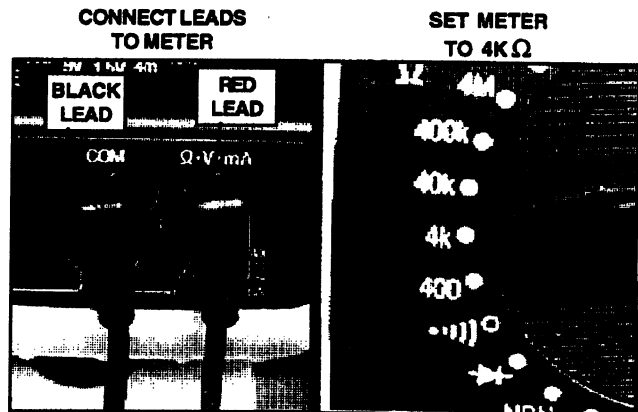 CONNECT LEADS
TO METER
SET METER
TO 4KΩ
BLACK
LEAD
RED
LEAD
COM
Ω·V·mA
4M
400k
40k
4k
400